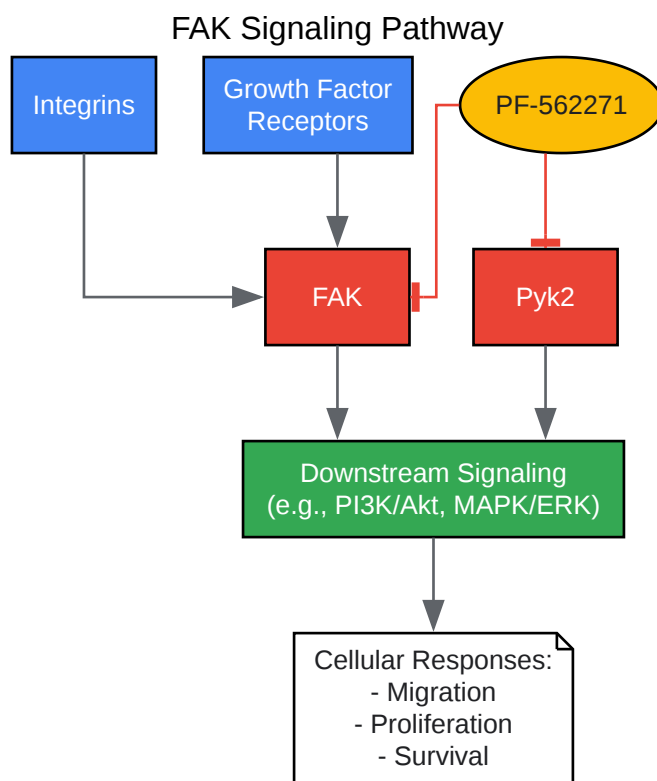 FAK Signaling Pathway
Integrins
Growth Factor
Receptors
PF-562271
FAK
Pyk2
Downstream Signaling
(e.g., PI3K/Akt, MAPK/ERK)
Cellular Responses:
- Migration
- Proliferation
- Survival